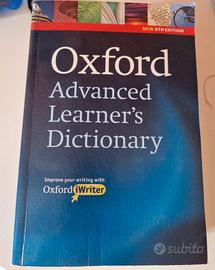 NEW 8TH EDITION
Oxford
Advanced
Learner's
Dictionary
Improve your writing with
Oxford iWriter
subito